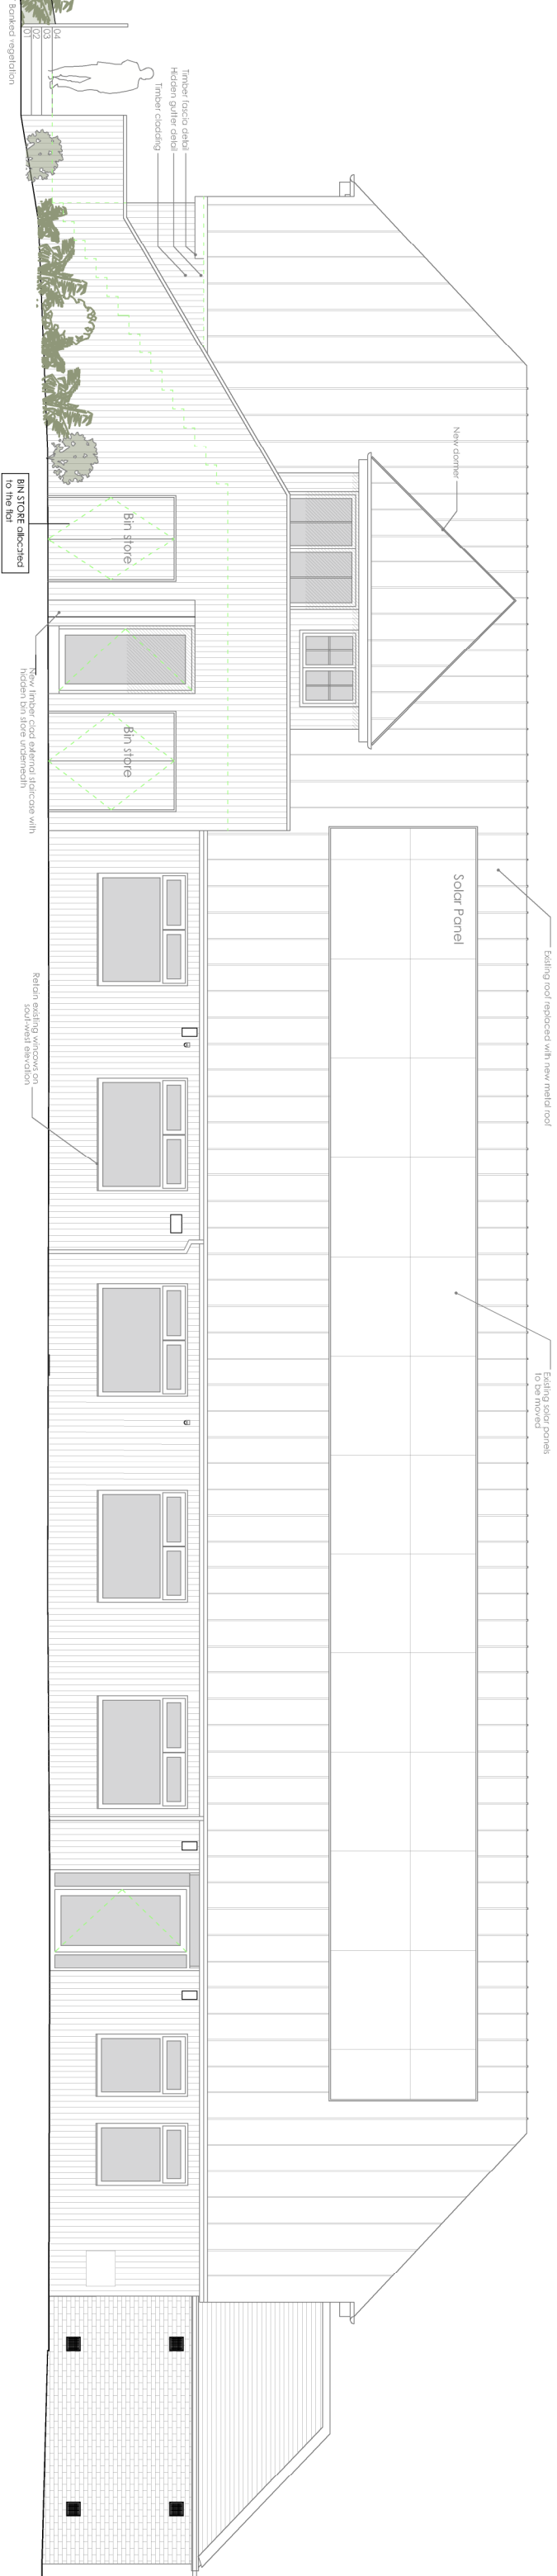 Existing roof replaced with new metal roof
Existing solar panels
to be moved
New dormer
Solar Panel
Timber fascia detail
Hidden gutter detail
Timber cladding
Bin store
Bin store
04
03
02
01
Banked vegetation
BIN STORE allocated
to the flat
New timber clad external staircase with
hidden bin store underneath
Retain existing windows on
sout-west elevation